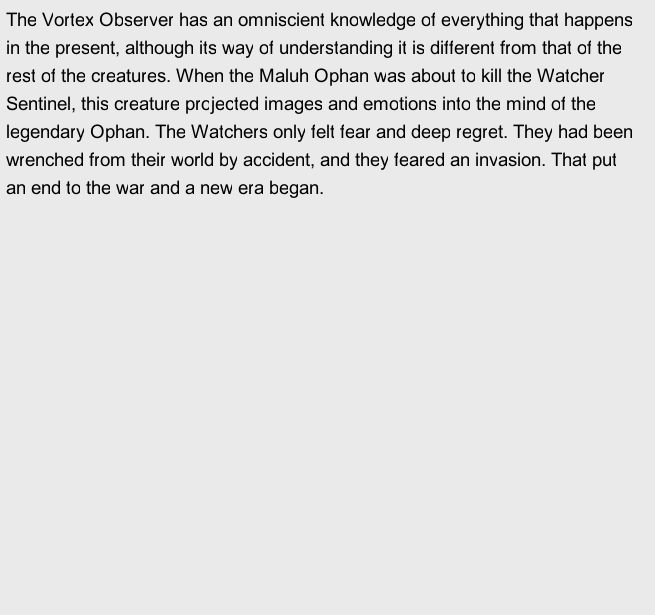 The Vortex Observer has an omniscient knowledge of everything that happens
in the present, although its way of understanding it is different from that of the
rest of the creatures. When the Maluh Ophan was about to kill the Watcher
Sentinel, this creature projected images and emotions into the mind of the
legendary Ophan. The Watchers only felt fear and deep regret. They had been
wrenched from their world by accident, and they feared an invasion. That put
an end to the war and a new era began.